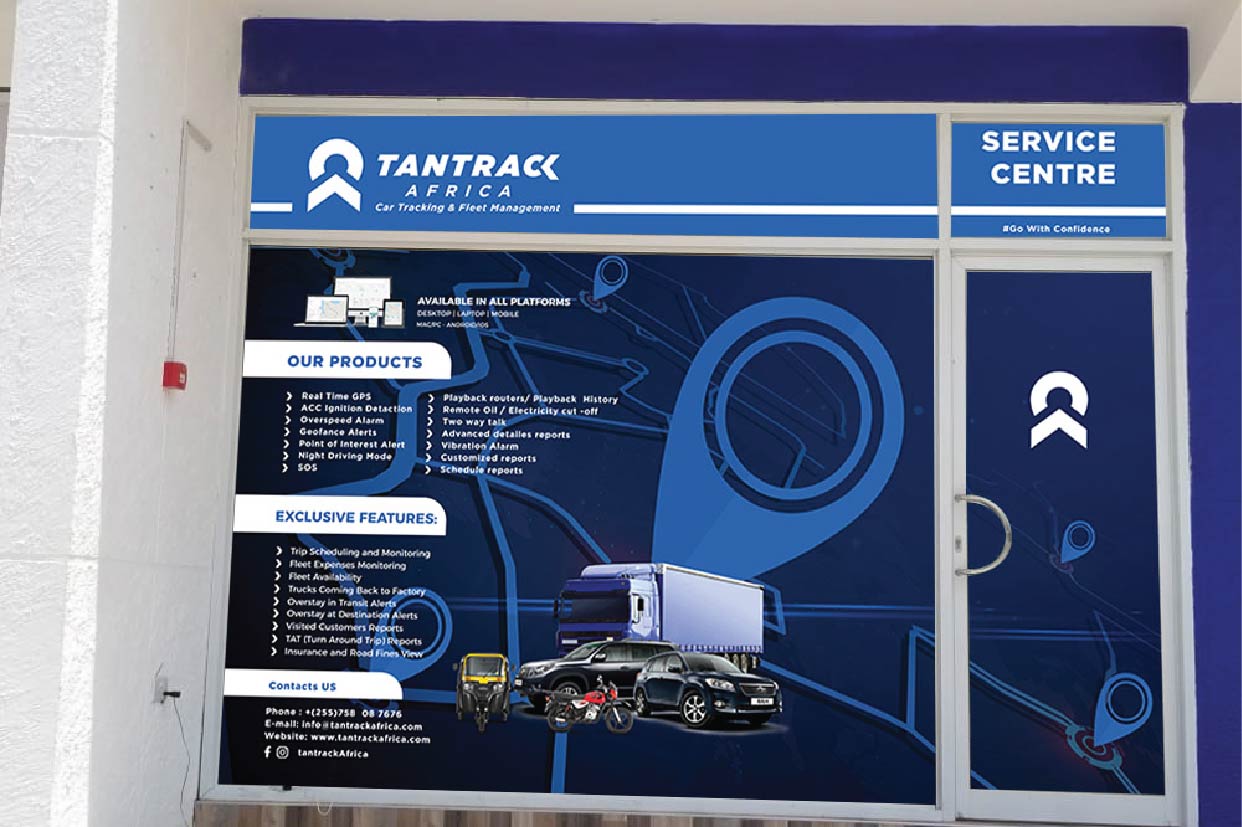 TANTRACK
AFRICA
Car Tracking & Fleet Management
SERVICE
CENTRE
#Go With Confidence
AVAILABLE IN ALL PLATFORMS
DESKTOP | LAPTOP | MOBILE
MAC/PC - ANDROID/IOS
OUR PRODUCTS
Real Time GPS
ACC Ignition Detaction
Overspeed Alarm
Geofance Alerts
Point of Interest Alert
Night Driving Mode
SOS
Playback routers/ Playback History
Remote Oil / Electricity cut -off
Two way talk
Advanced detailes reports
Vibration Alarm
Customized reports
Schedule reports
EXCLUSIVE FEATURES:
Trip Scheduling and Monitoring
Fleet Expenses Monitoring
Fleet Availability
Trucks Coming Back to Factory
Overstay in Transit Alerts
Overstay at Destination Alerts
Visited Customers Reports
TAT (Turn Around Trip) Reports
Insurance and Road Fines View
Contacts US
Phone : +(255)758 08 7676
E-mail: info@tantrackafrica.com
Website: www.tantrackafrica.com
tantrackAfrica